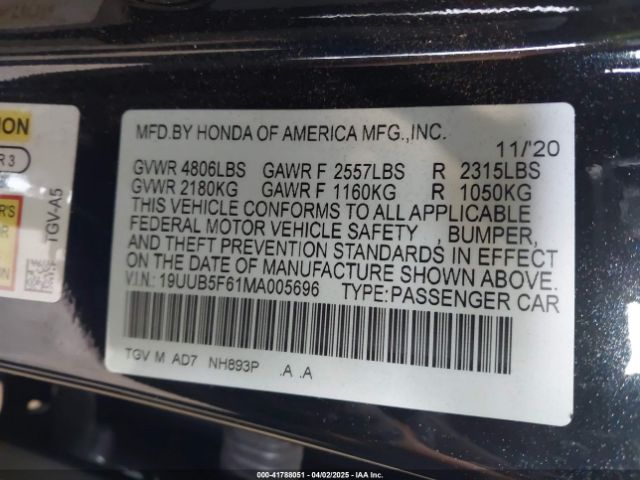 ION
R 3
TGV-A5
R'S
MFD.BY HONDA OF AMERICA MFG.,INC.
11/'20
GVWR 4806LBS GAWR F 2557LBS R 2315LBS
GVWR 2180KG GAWR F 1160KG R 1050KG
THIS VEHICLE CONFORMS TO ALL APPLICABLE
FEDERAL MOTOR VEHICLE SAFETY , BUMPER,
AND THEFT PREVENTION STANDARDS IN EFFECT
ON THE DATE OF MANUFACTURE SHOWN ABOVE.
V.I.N.: 19UUB5F61MA005696 TYPE:PASSENGER CAR
TGV M AD7 NH893P .A .A
000-41788051 | 04/02/2025 | IAA Inc.